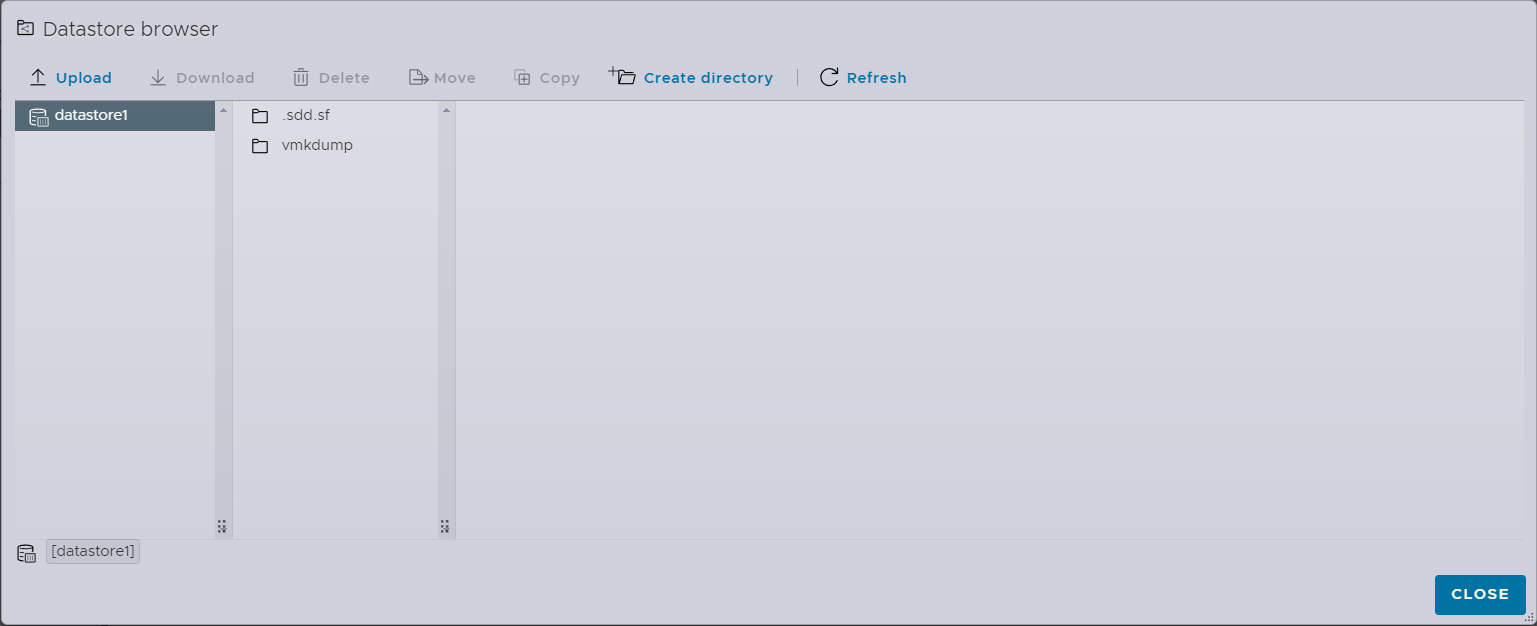 Datastore browser
Upload Download Delete Move Copy Create directory Refresh
datastore1
.sdd.sf
vmkdump
[datastore1]
CLOSE